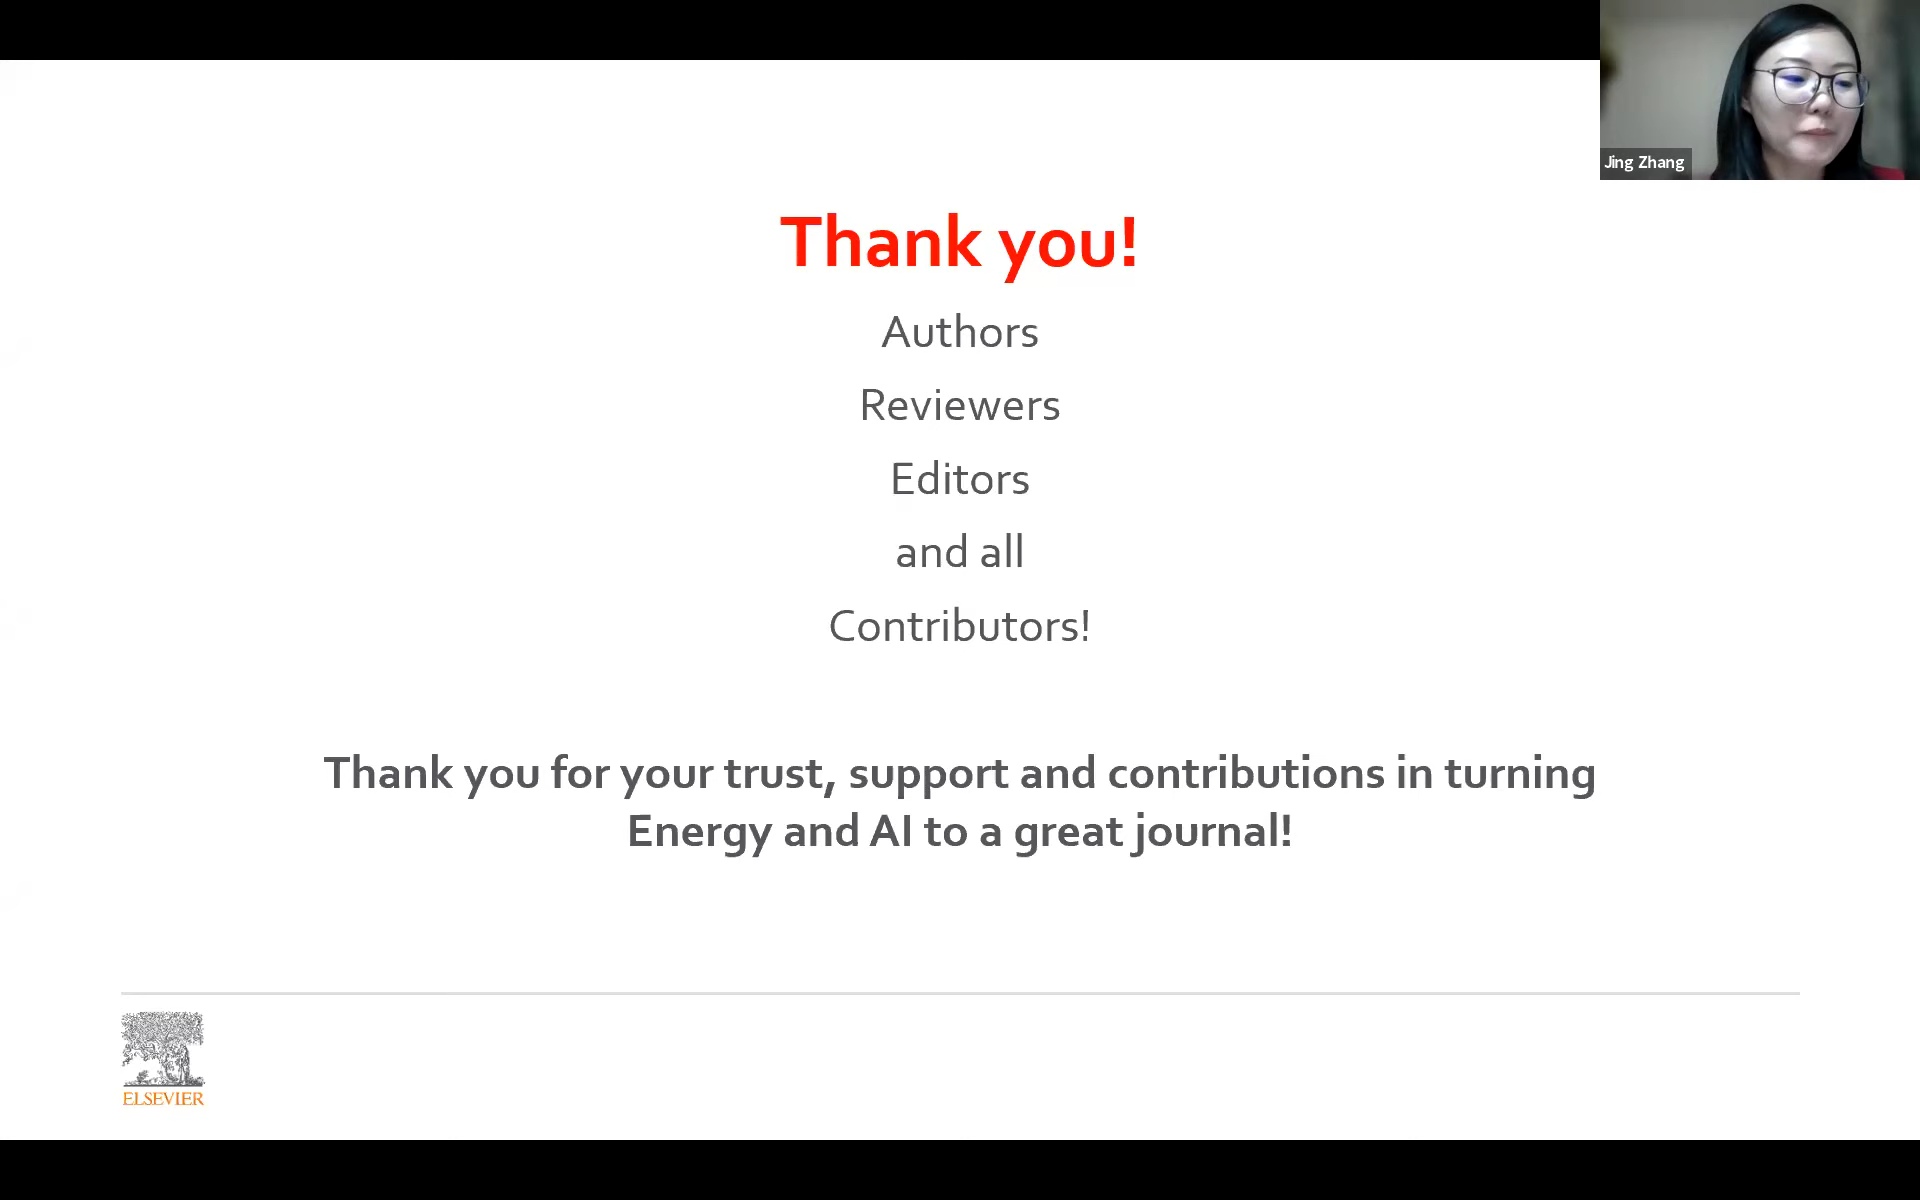 Jing Zhang
Thank you!
Authors
Reviewers
Editors
and all
Contributors!
Thank you for your trust, support and contributions in turning
Energy and AI to a great journal!
ELSEVIER